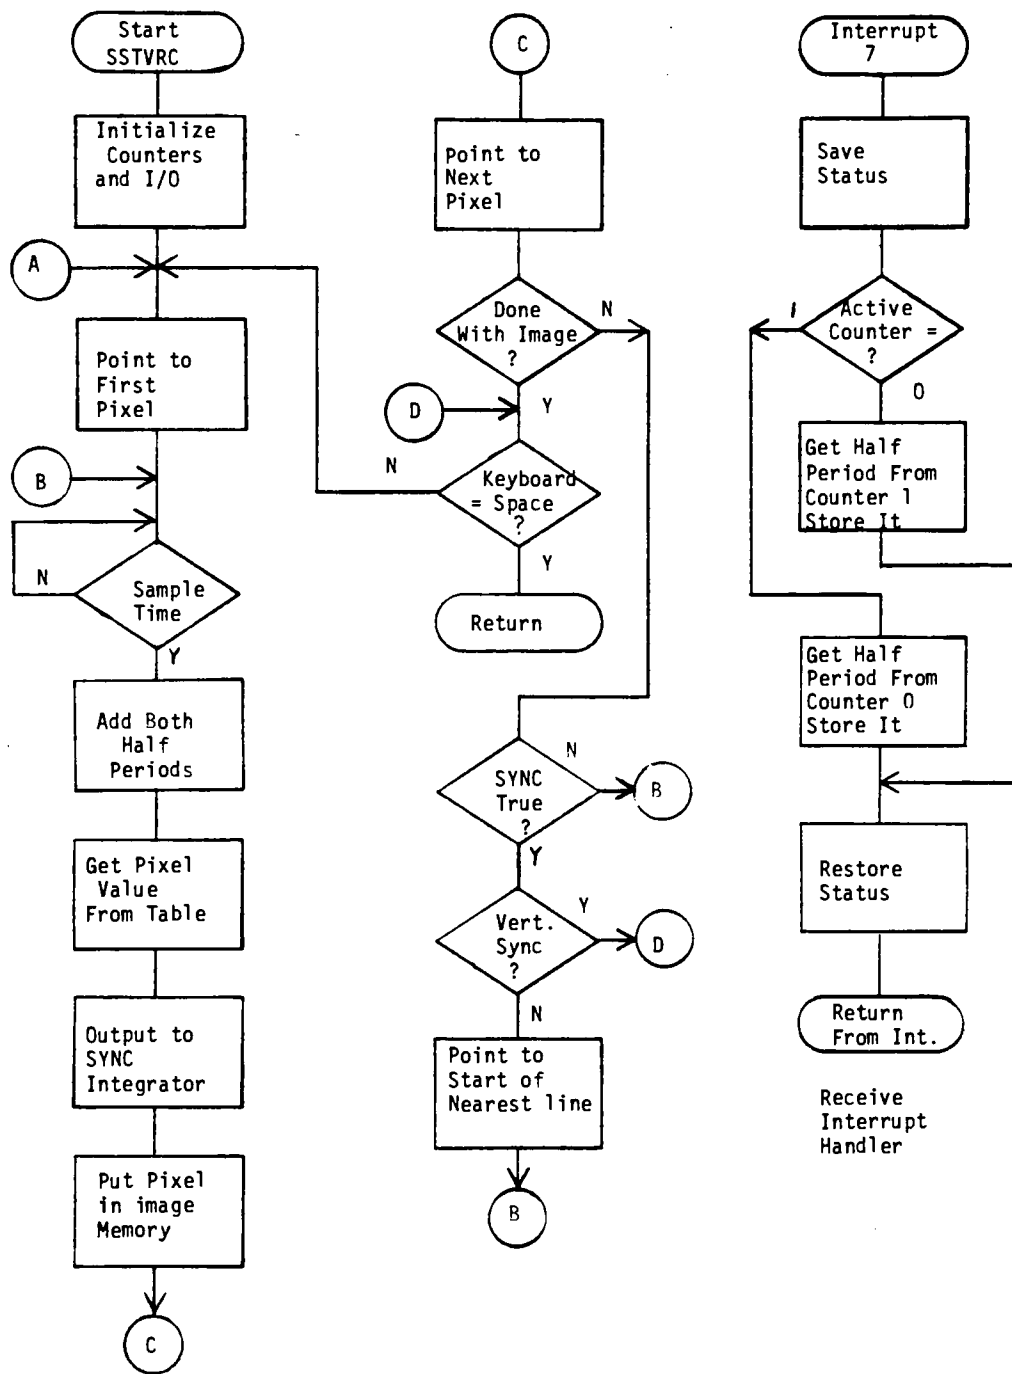 Start
SSTVRC
Initialize
Counters
and I/O
A
Point to
First
Pixel
B
N
Sample
Time
Y
Add Both
Half
Periods
Get Pixel
Value
From Table
Output to
SYNC
Integrator
Put Pixel
in image
Memory
C
C
Point to
Next
Pixel
Done
With Image
?
N
Y
D
N
Keyboard
= Space
?
Y
Return
SYNC
True
?
N
B
Y
Vert.
Sync
?
Y
D
N
Point to
Start of
Nearest line
B
Interrupt
7
Save
Status
1
Active
Counter =
?
0
Get Half
Period From
Counter 1
Store It
Get Half
Period From
Counter 0
Store It
Restore
Status
Return
From Int.
Receive
Interrupt
Handler